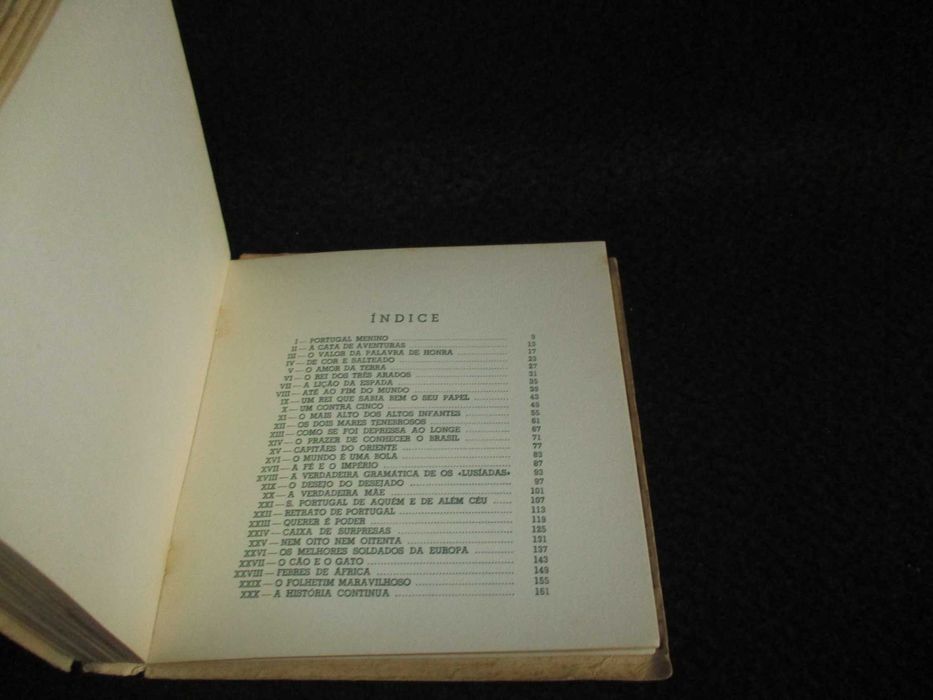 ÍNDICE
I — PORTUGAL MENINO 9
II — A CATA DE AVENTURAS 13
III — O VALOR DA PALAVRA DE HONRA 17
IV — DE COR E SALTEADO 23
V — O AMOR DA TERRA 27
VI — O REI DOS TRÊS ARADOS 31
VII — A LIÇÃO DA ESPADA 35
VIII — ATÉ AO FIM DO MUNDO 39
IX — UM REI QUE SABIA BEM O SEU PAPEL 43
X — UM CONTRA CINCO 49
XI — O MAIS ALTO DOS ALTOS INFANTES 55
XII — OS DOIS MARES TENEBROSOS 61
XIII — COMO SE FOI DEPRESSA AO LONGE 67
XIV — O PRAZER DE CONHECER O BRASIL 71
XV — CAPITÃES DO ORIENTE 77
XVI — O MUNDO É UMA BOLA 83
XVII — A FÉ E O IMPÉRIO 87
XVIII — A VERDADEIRA GRAMÁTICA DE OS «LUSÍADAS» 93
XIX — O DESEJO DO DESEJADO 97
XX — A VERDADEIRA MÃE 101
XXI — S. PORTUGAL DE AQUÉM E DE ALÉM CÉU 107
XXII — RETRATO DE PORTUGAL 113
XXIII — QUERER É PODER 119
XXIV — CAIXA DE SURPRESAS 125
XXV — NEM OITO NEM OITENTA 131
XXVI — OS MELHORES SOLDADOS DA EUROPA 137
XXVII — O CÃO E O GATO 143
XXVIII — FEBRES DE ÁFRICA 149
XXIX — O FOLHETIM MARAVILHOSO 155
XXX — A HISTÓRIA CONTINUA 161